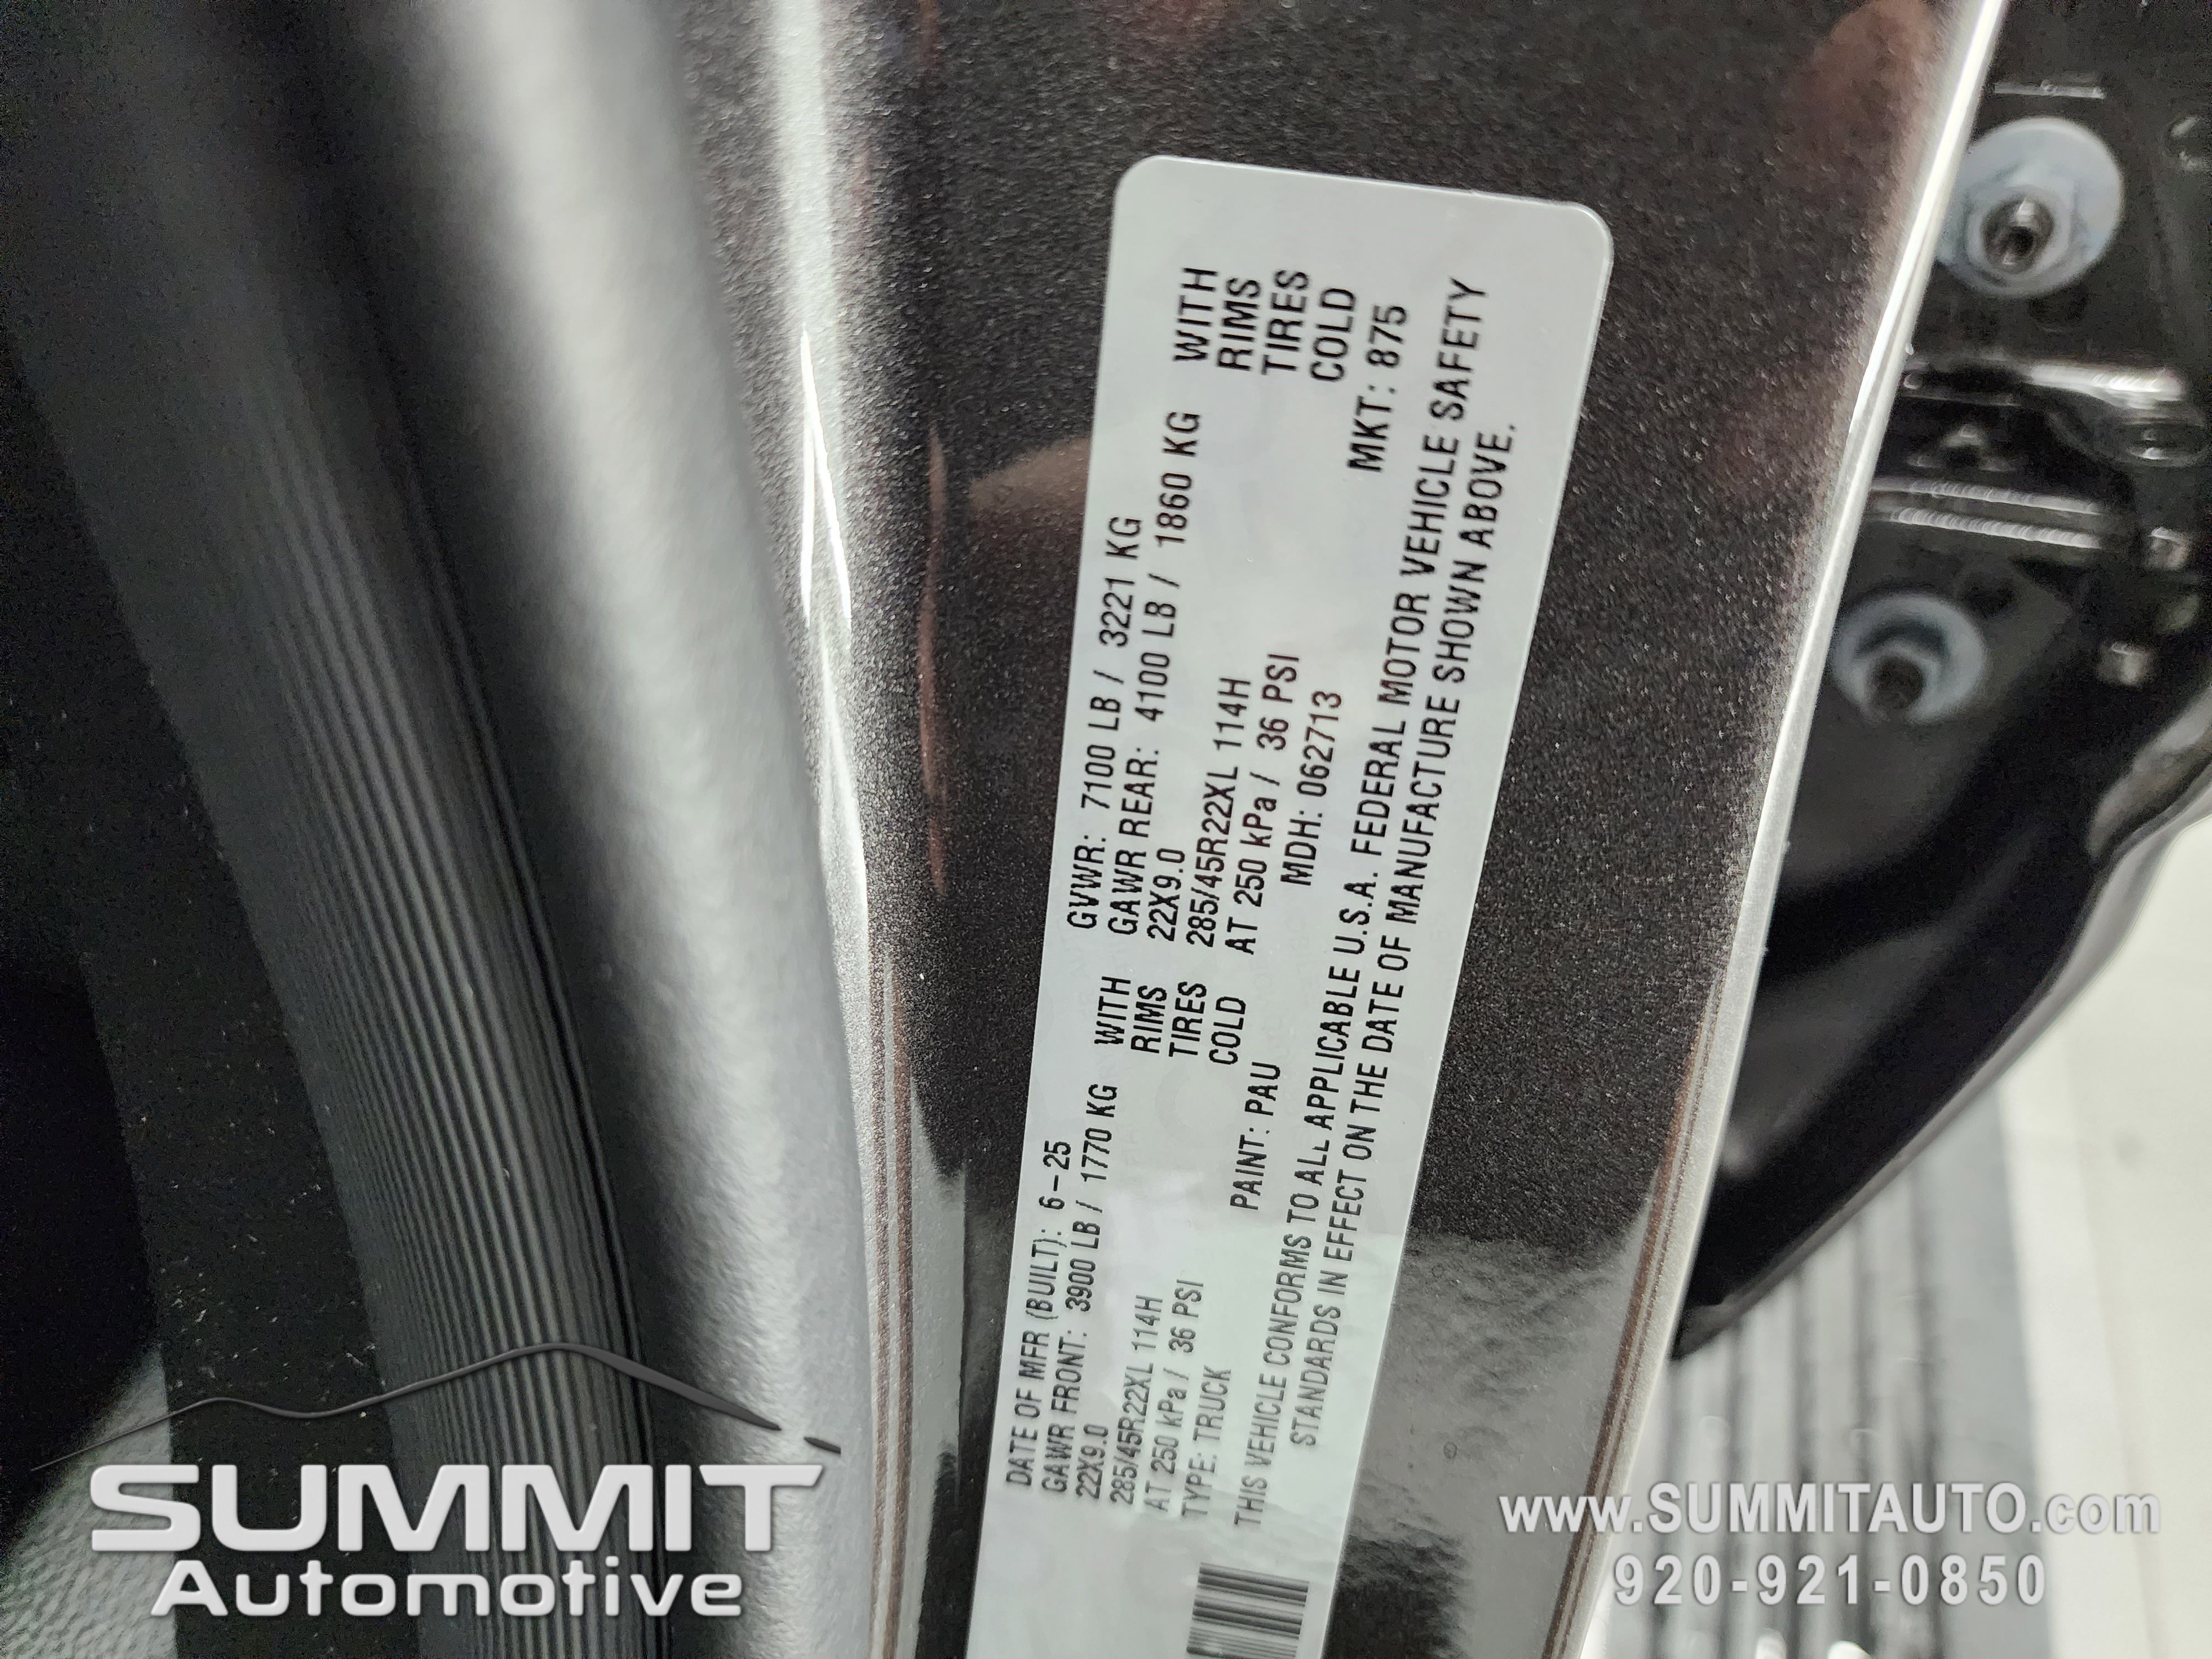 DATE OF MFR (BUILT): 6-25 GVWR: 7100 LB / 3221 KG
GAWR FRONT: 3900 LB / 1770 KG WITH GAWR REAR: 4100 LB / 1860 KG WITH
22X9.0 RIMS 22X9.0 RIMS
285/45R22XL 114H TIRES 285/45R22XL 114H TIRES
AT 250 kPa / 36 PSI COLD AT 250 kPa / 36 PSI COLD
TYPE: TRUCK PAINT: PAU MDH: 062713 MKT: 875
THIS VEHICLE CONFORMS TO ALL APPLICABLE U.S.A. FEDERAL MOTOR VEHICLE SAFETY
STANDARDS IN EFFECT ON THE DATE OF MANUFACTURE SHOWN ABOVE.
SUMMIT
Automotive
www.SUMMITAUTO.com
920-921-0850